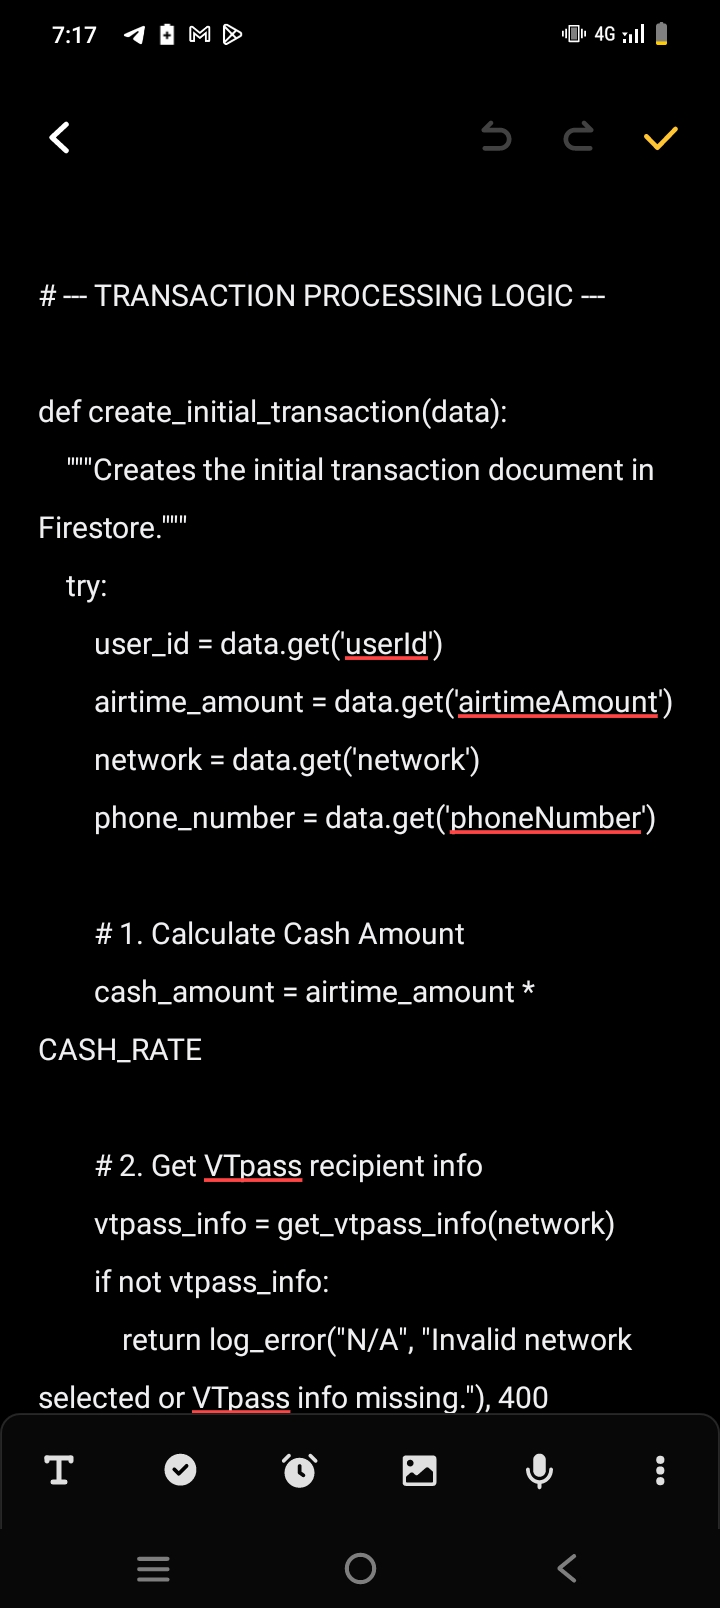 7:17
4G
# --- TRANSACTION PROCESSING LOGIC ---
def create_initial_transaction(data):
"""Creates the initial transaction document in
Firestore."""
try:
user_id = data.get('userId')
airtime_amount = data.get('airtimeAmount')
network = data.get('network')
phone_number = data.get('phoneNumber')
# 1. Calculate Cash Amount
cash_amount = airtime_amount *
CASH_RATE
# 2. Get VTpass recipient info
vtpass_info = get_vtpass_info(network)
if not vtpass_info:
return log_error("N/A", "Invalid network
selected or VTpass info missing."), 400